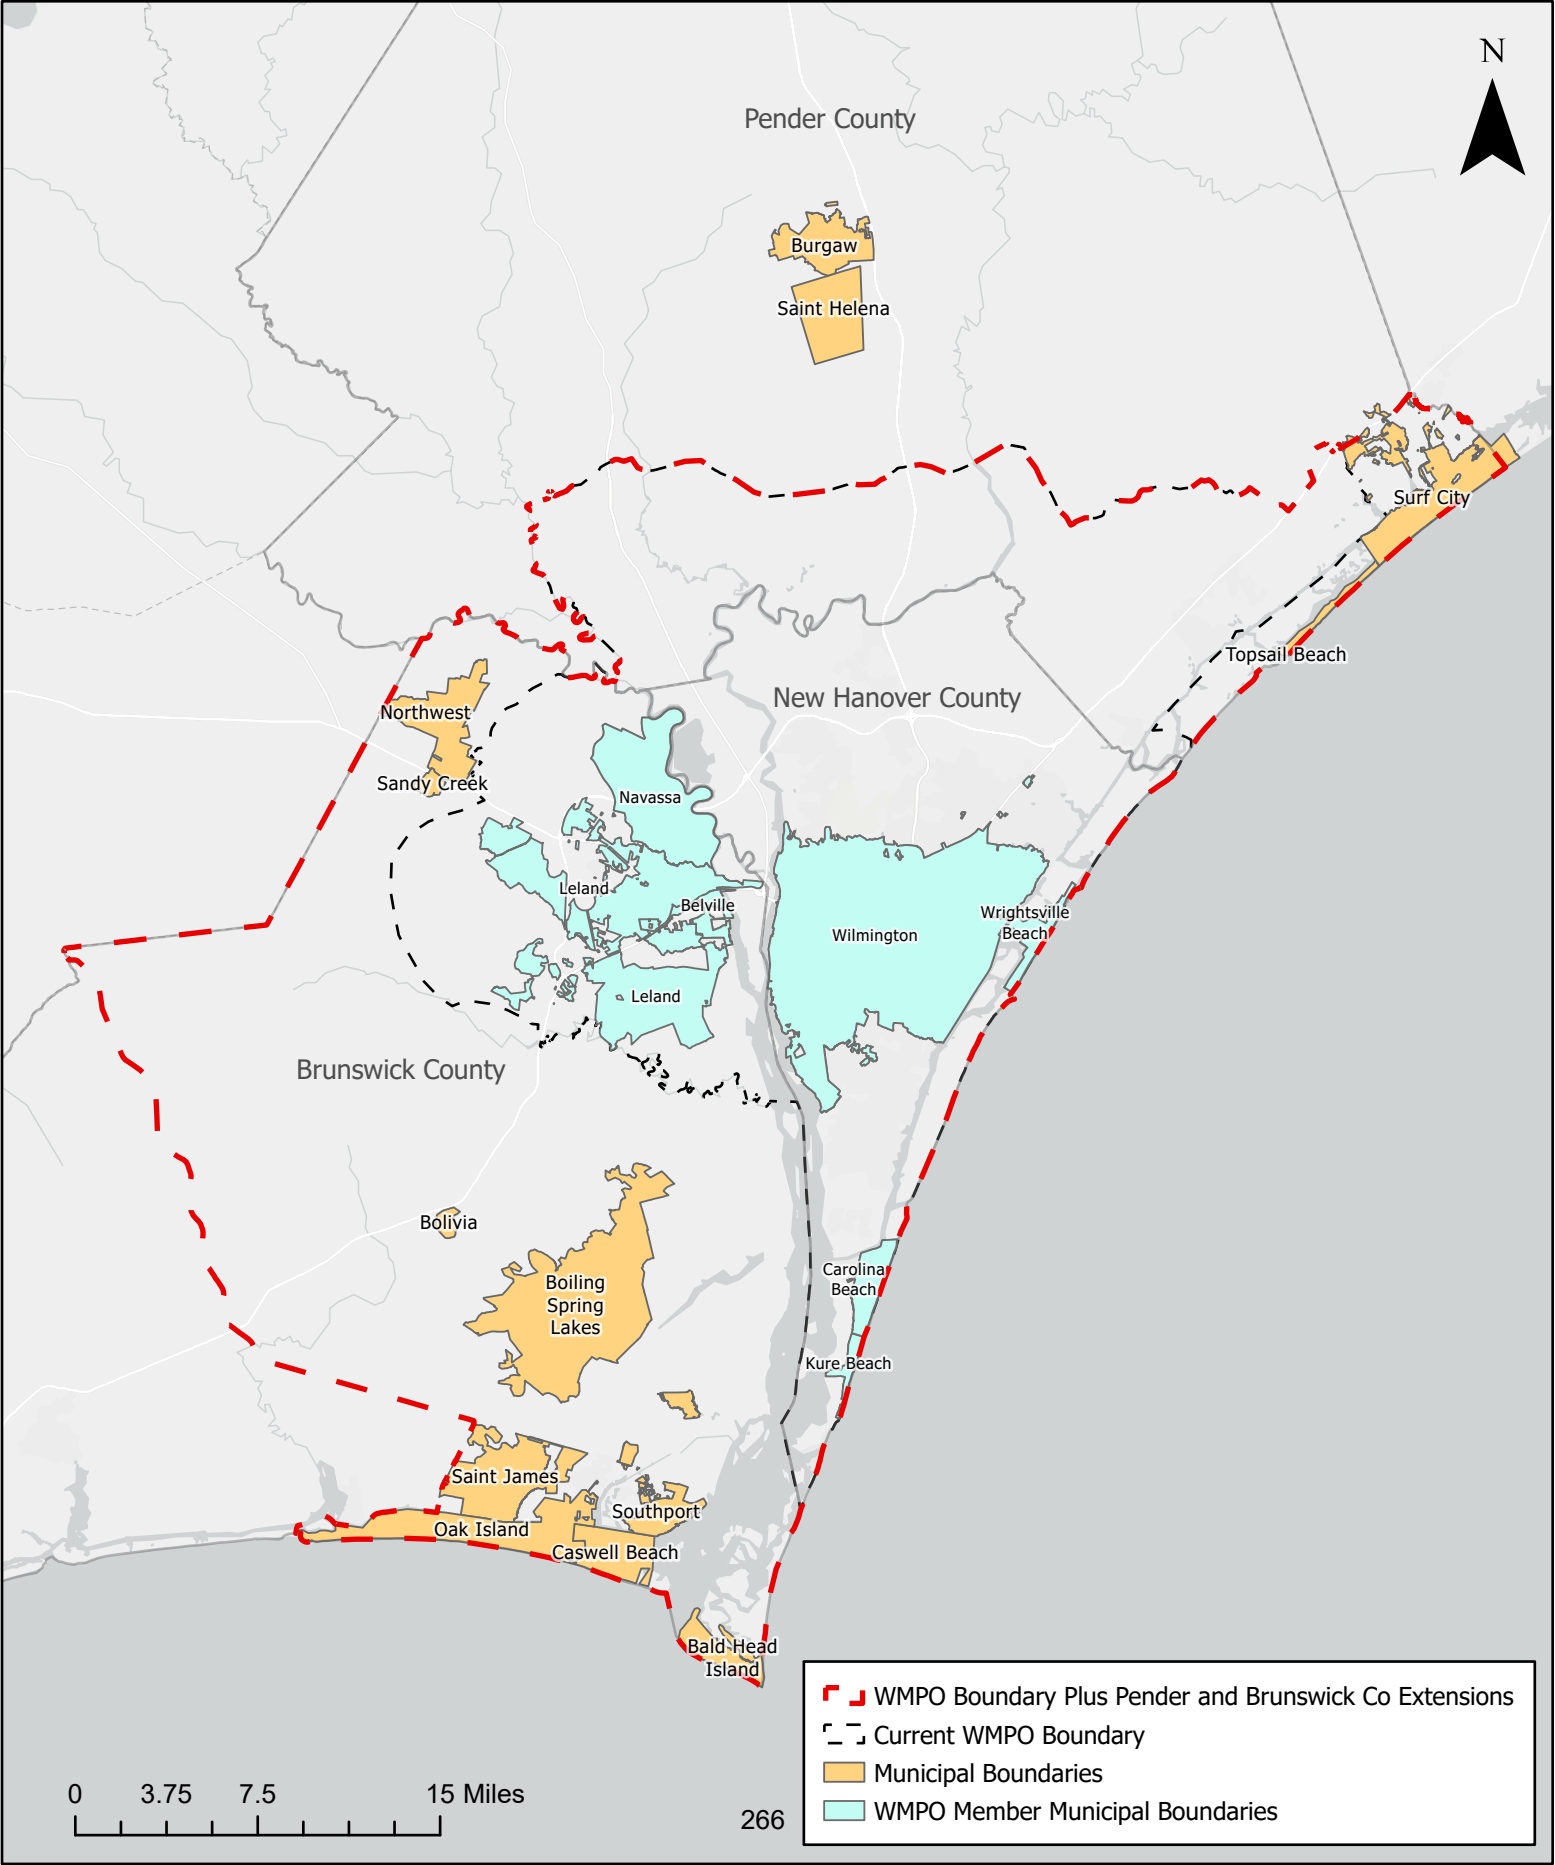 N
Pender County
Burgaw
Saint Helena
Surf City
Topsail Beach
New Hanover County
Northwest
Sandy Creek
Navassa
Leland
Belville
Wrightsville
Beach
Wilmington
Leland
Brunswick County
Bolivia
Carolina
Beach
Boiling
Spring
Lakes
Kure Beach
Saint James
Southport
Oak Island
Caswell Beach
Bald Head
Island
WMPO Boundary Plus Pender and Brunswick Co Extensions
Current WMPO Boundary
Municipal Boundaries
WMPO Member Municipal Boundaries
0 3.75 7.5 15 Miles
266